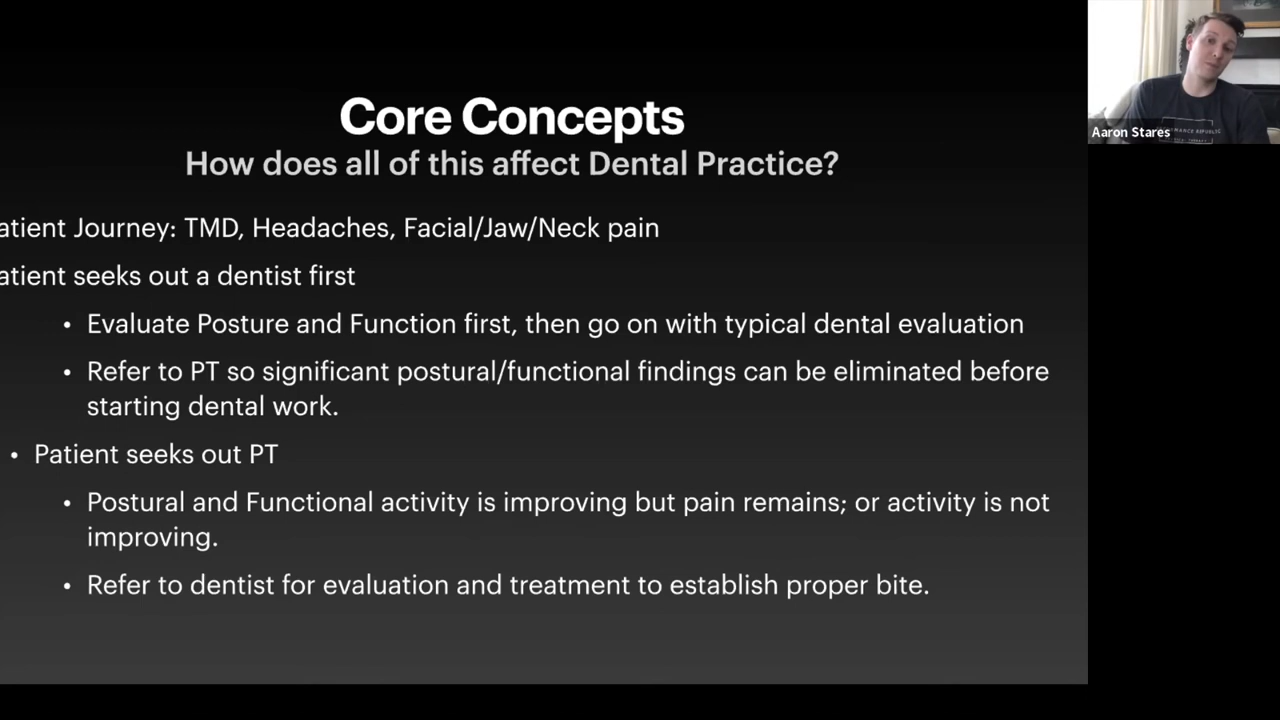 Core Concepts
How does all of this affect Dental Practice?
atient Journey: TMD, Headaches, Facial/Jaw/Neck pain
atient seeks out a dentist first
• Evaluate Posture and Function first, then go on with typical dental evaluation
• Refer to PT so significant postural/functional findings can be eliminated before
starting dental work.
• Patient seeks out PT
• Postural and Functional activity is improving but pain remains; or activity is not
improving.
• Refer to dentist for evaluation and treatment to establish proper bite.
Aaron Stares